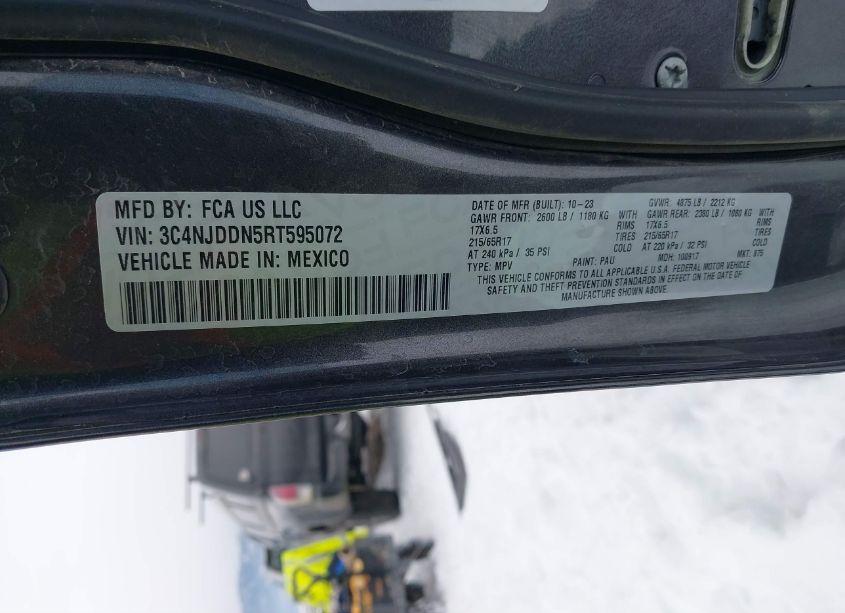 MFD BY: FCA US LLC
VIN: 3C4NJDDN5RT595072
VEHICLE MADE IN: MEXICO
DATE OF MFR (BUILT): 10-23
GVWR: 4875 LB / 2212 KG
GAWR FRONT: 2600 LB / 1180 KG WITH
GAWR REAR: 2380 LB / 1080 KG WITH
17X6.5 RIMS
17X6.5 RIMS
215/65R17 TIRES
215/65R17 TIRES
AT 240 kPa / 35 PSI
AT 220 kPa / 32 PSI
TYPE: MPV PAINT: PAU MDH: 100917 MKT: 875
THIS VEHICLE CONFORMS TO ALL APPLICABLE U.S.A. FEDERAL MOTOR VEHICLE
SAFETY AND THEFT PREVENTION STANDARDS IN EFFECT ON THE DATE OF
MANUFACTURE SHOWN ABOVE.